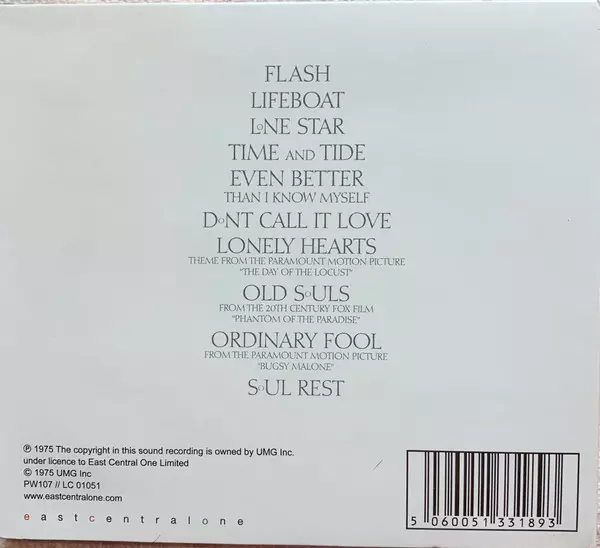 FLASH
LIFEBOAT
LoNE STAR
TIME AND TIDE
EVEN BETTER
THAN I KNOW MYSELF
DoNT CALL IT LOVE
LONELY HEARTS
THEME FROM THE PARAMOUNT MOTION PICTURE
"THE DAY OF THE LOCUST"
OLD SoULS
FROM THE 20TH CENTURY FOX FILM
"PHANTOM OF THE PARADISE"
ORDINARY FOOL
FROM THE PARAMOUNT MOTION PICTURE
"BUGSY MALONE"
SoUL REST
℗ 1975 The copyright in this sound recording is owned by UMG Inc.
under licence to East Central One Limited
© 1975 UMG Inc
PW107 // LC 01051
www.eastcentralone.com
eastcentralone
5 060051 331893